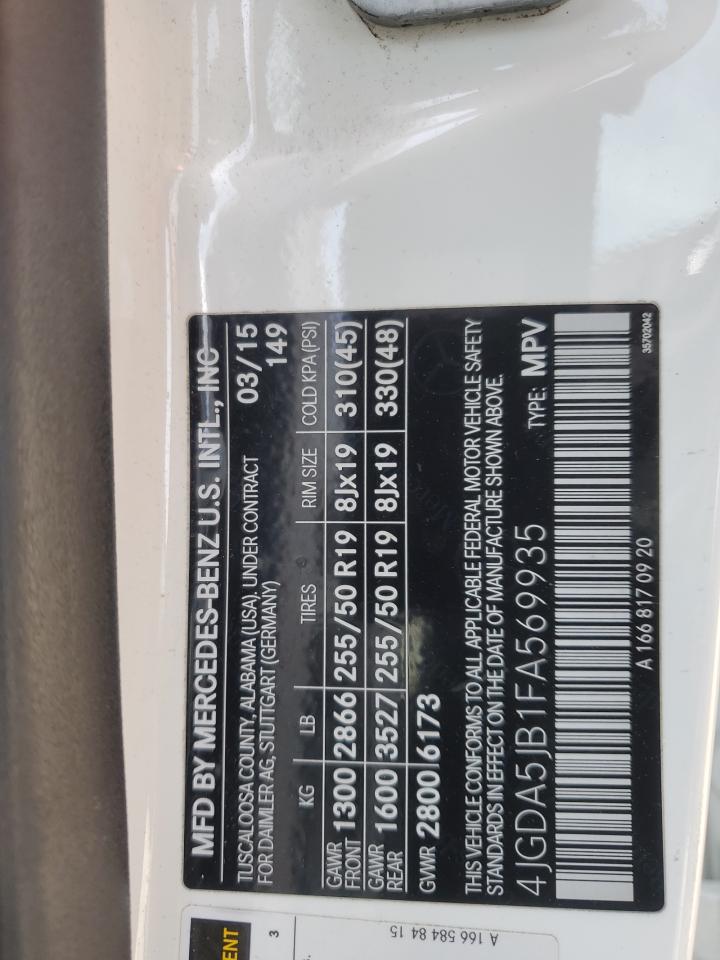 MFD BY MERCEDES-BENZ U.S. INTL., INC
TUSCALOOSA COUNTY, ALABAMA (USA). UNDER CONTRACT 03/15
FOR DAIMLER AG, STUTTGART (GERMANY) 149
KG LB TIRES RIM SIZE COLD KPA (PSI)
GAWR FRONT 1300 2866 255/50 R19 8Jx19 310(45)
GAWR REAR 1600 3527 255/50 R19 8Jx19 330(48)
GVWR 2800 6173
THIS VEHICLE CONFORMS TO ALL APPLICABLE FEDERAL MOTOR VEHICLE SAFETY
STANDARDS IN EFFECT ON THE DATE OF MANUFACTURE SHOWN ABOVE.
4JGDA5JB1FA569935 TYPE: MPV
A 166 817 09 20 35702042
ENT
3
A 166 584 84 15